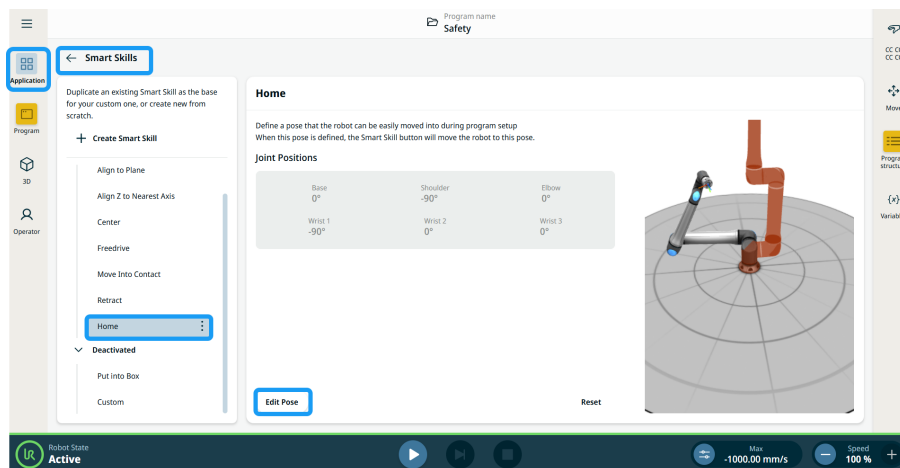 Program name
Safety
Application
Program
3D
Operator
Smart Skills
Duplicate an existing Smart Skill as the base
for your custom one, or create new from
scratch.
Create Smart Skill
Align to Plane
Align Z to Nearest Axis
Center
Freedrive
Move Into Contact
Retract
Home
Deactivated
Put into Box
Custom
Home
Define a pose that the robot can be easily moved into during program setup
When this pose is defined, the Smart Skill button will move the robot to this pose.
Joint Positions
Base
0°
Shoulder
-90°
Elbow
0°
Wrist 1
-90°
Wrist 2
0°
Wrist 3
0°
Edit Pose
Reset
Move
{x}
Robot State
Active
Max
-1000.00 mm/s
Speed
100 %